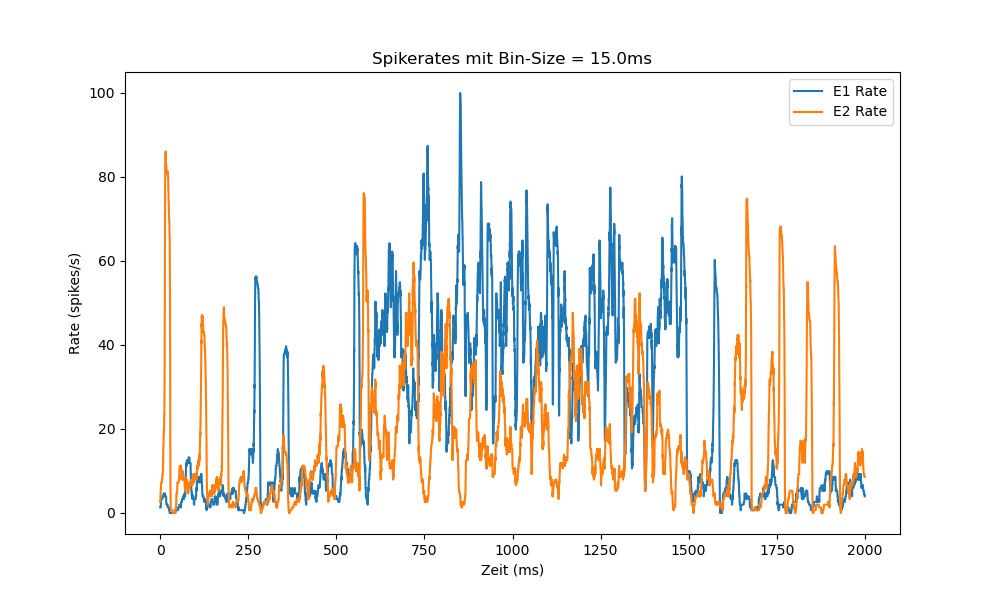 Spikerates mit Bin-Size = 15.0ms
E1 Rate
E2 Rate
100
80
60
40
20
0
Rate (spikes/s)
0 250 500 750 1000 1250 1500 1750 2000
Zeit (ms)